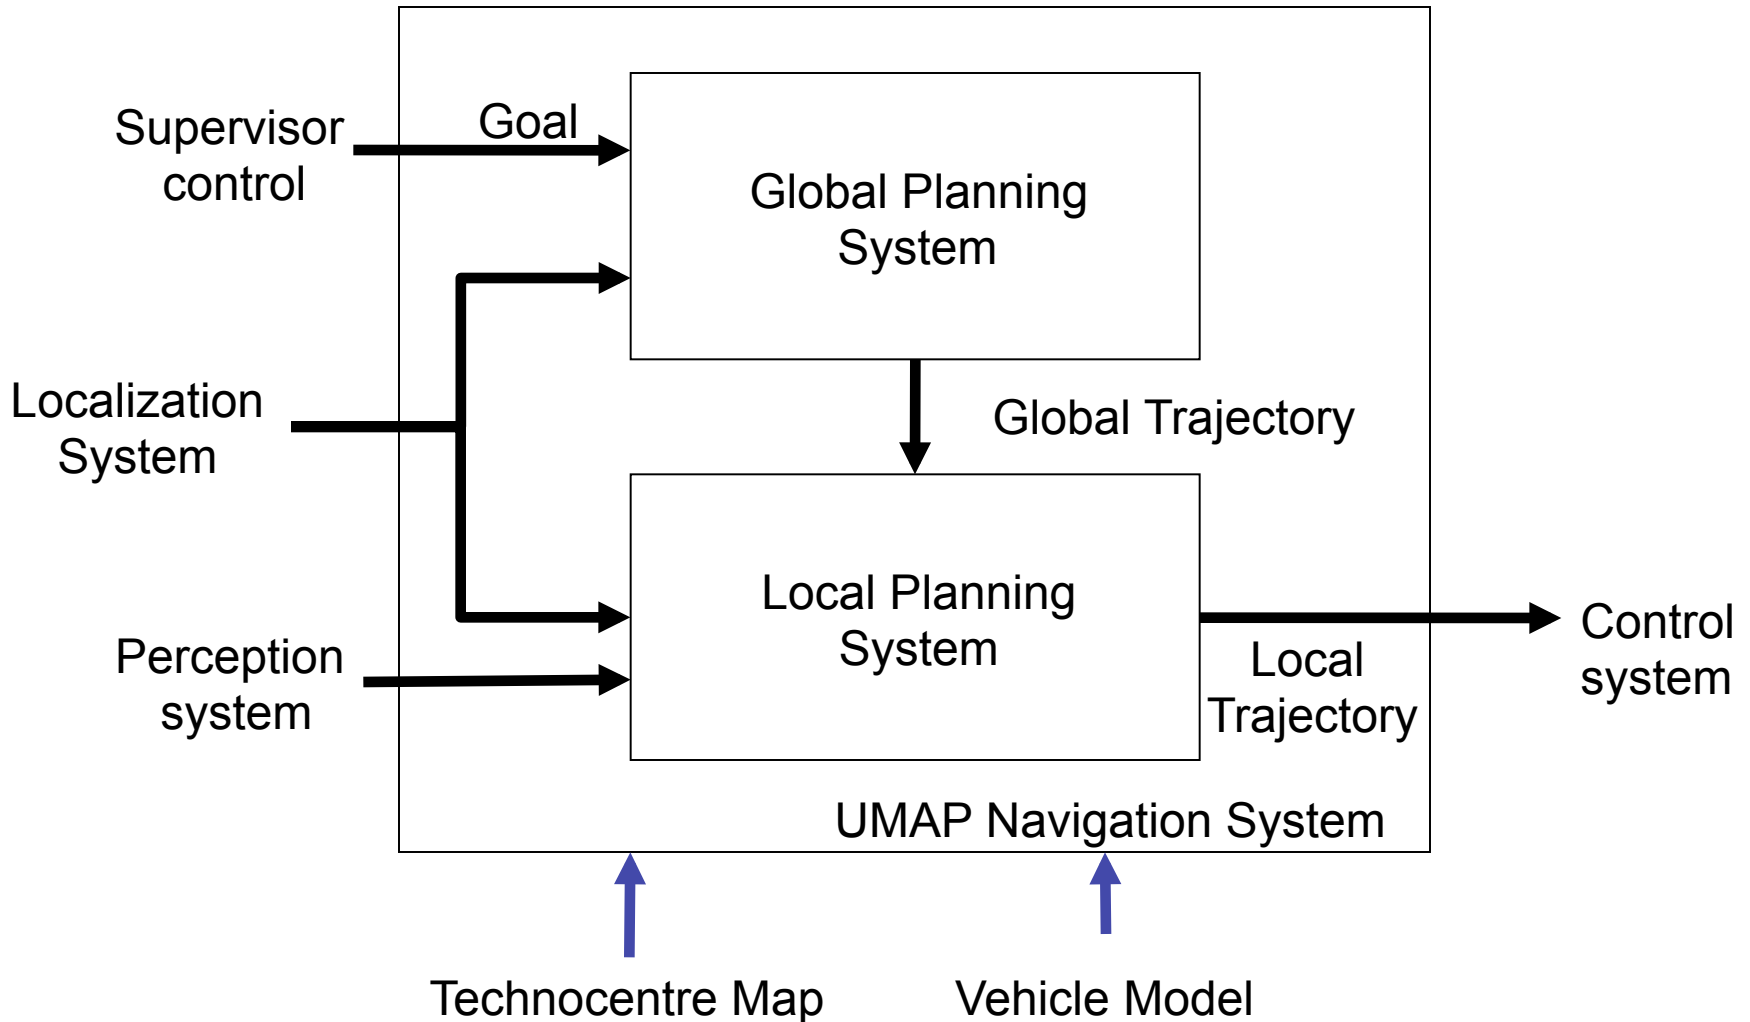 Supervisor
control
Goal
Global Planning
System
Localization
System
Global Trajectory
Local Planning
System
Perception
system
Local
Trajectory
Control
system
UMAP Navigation System
Technocentre Map
Vehicle Model